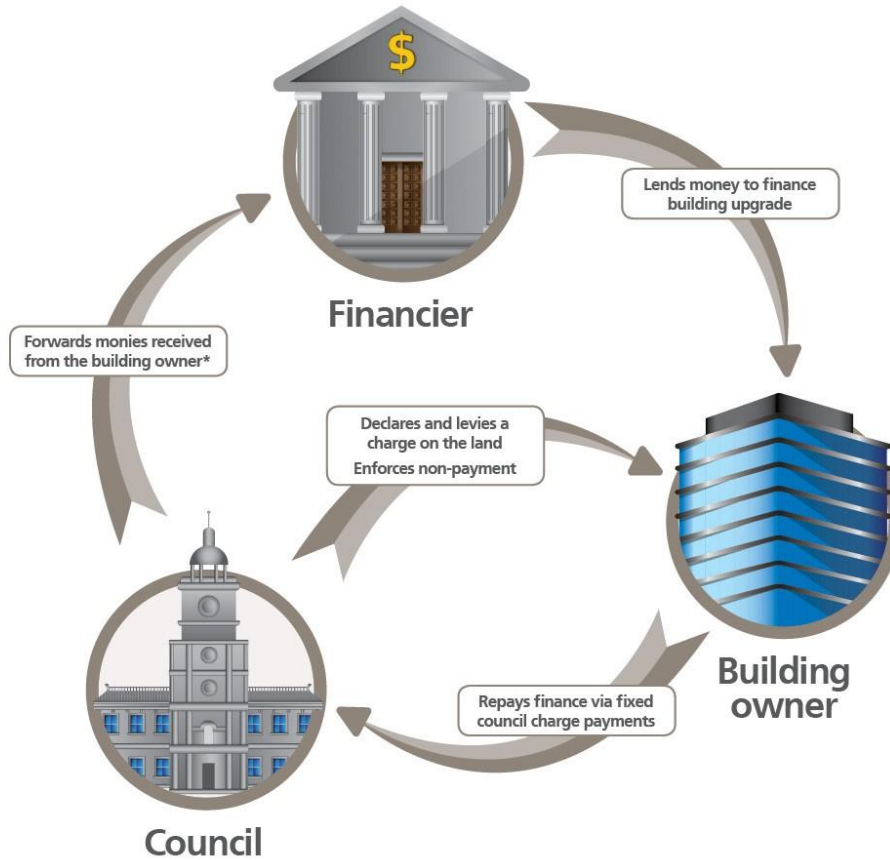 $
Lends money to finance
building upgrade
Financier
Forwards monies received
from the building owner*
Declares and levies a
charge on the land
Enforces non-payment
Building
owner
Repays finance via fixed
council charge payments
Council